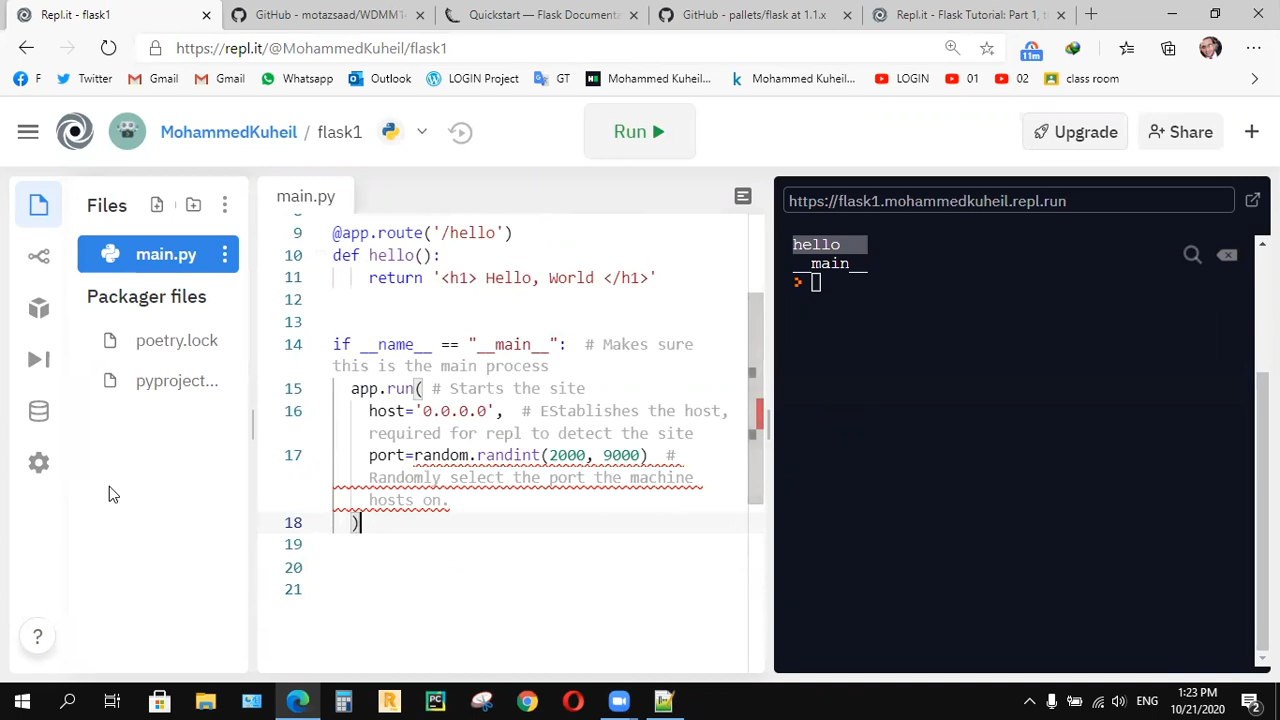 Repl.it - flask1
GitHub - motazsaad/WDMM1
Quickstart — Flask Documenta
GitHub - pallets/flask at 1.1.x
Repl.it - Flask Tutorial: Part 1, t
https://repl.it/@MohammedKuheil/flask1
11m
F
Twitter
Gmail
Gmail
Whatsapp
Outlook
LOGIN Project
GT
Mohammed Kuheil...
Mohammed Kuheil...
LOGIN
01
02
class room
MohammedKuheil / flask1
Run
Upgrade
Share
Files
main.py
Packager files
poetry.lock
pyproject...
main.py
9 @app.route('/hello')
10 def hello():
11 return '<h1> Hello, World </h1>'
12
13
14 if __name__ == "__main__": # Makes sure
this is the main process
15 app.run( # Starts the site
16 host='0.0.0.0', # EStablishes the host,
required for repl to detect the site
17 port=random.randint(2000, 9000) #
Randomly select the port the machine
hosts on.
18 )
19
20
21
https://flask1.mohammedkuheil.repl.run
hello
__main__
>
?
ENG
1:23 PM
10/21/2020
2